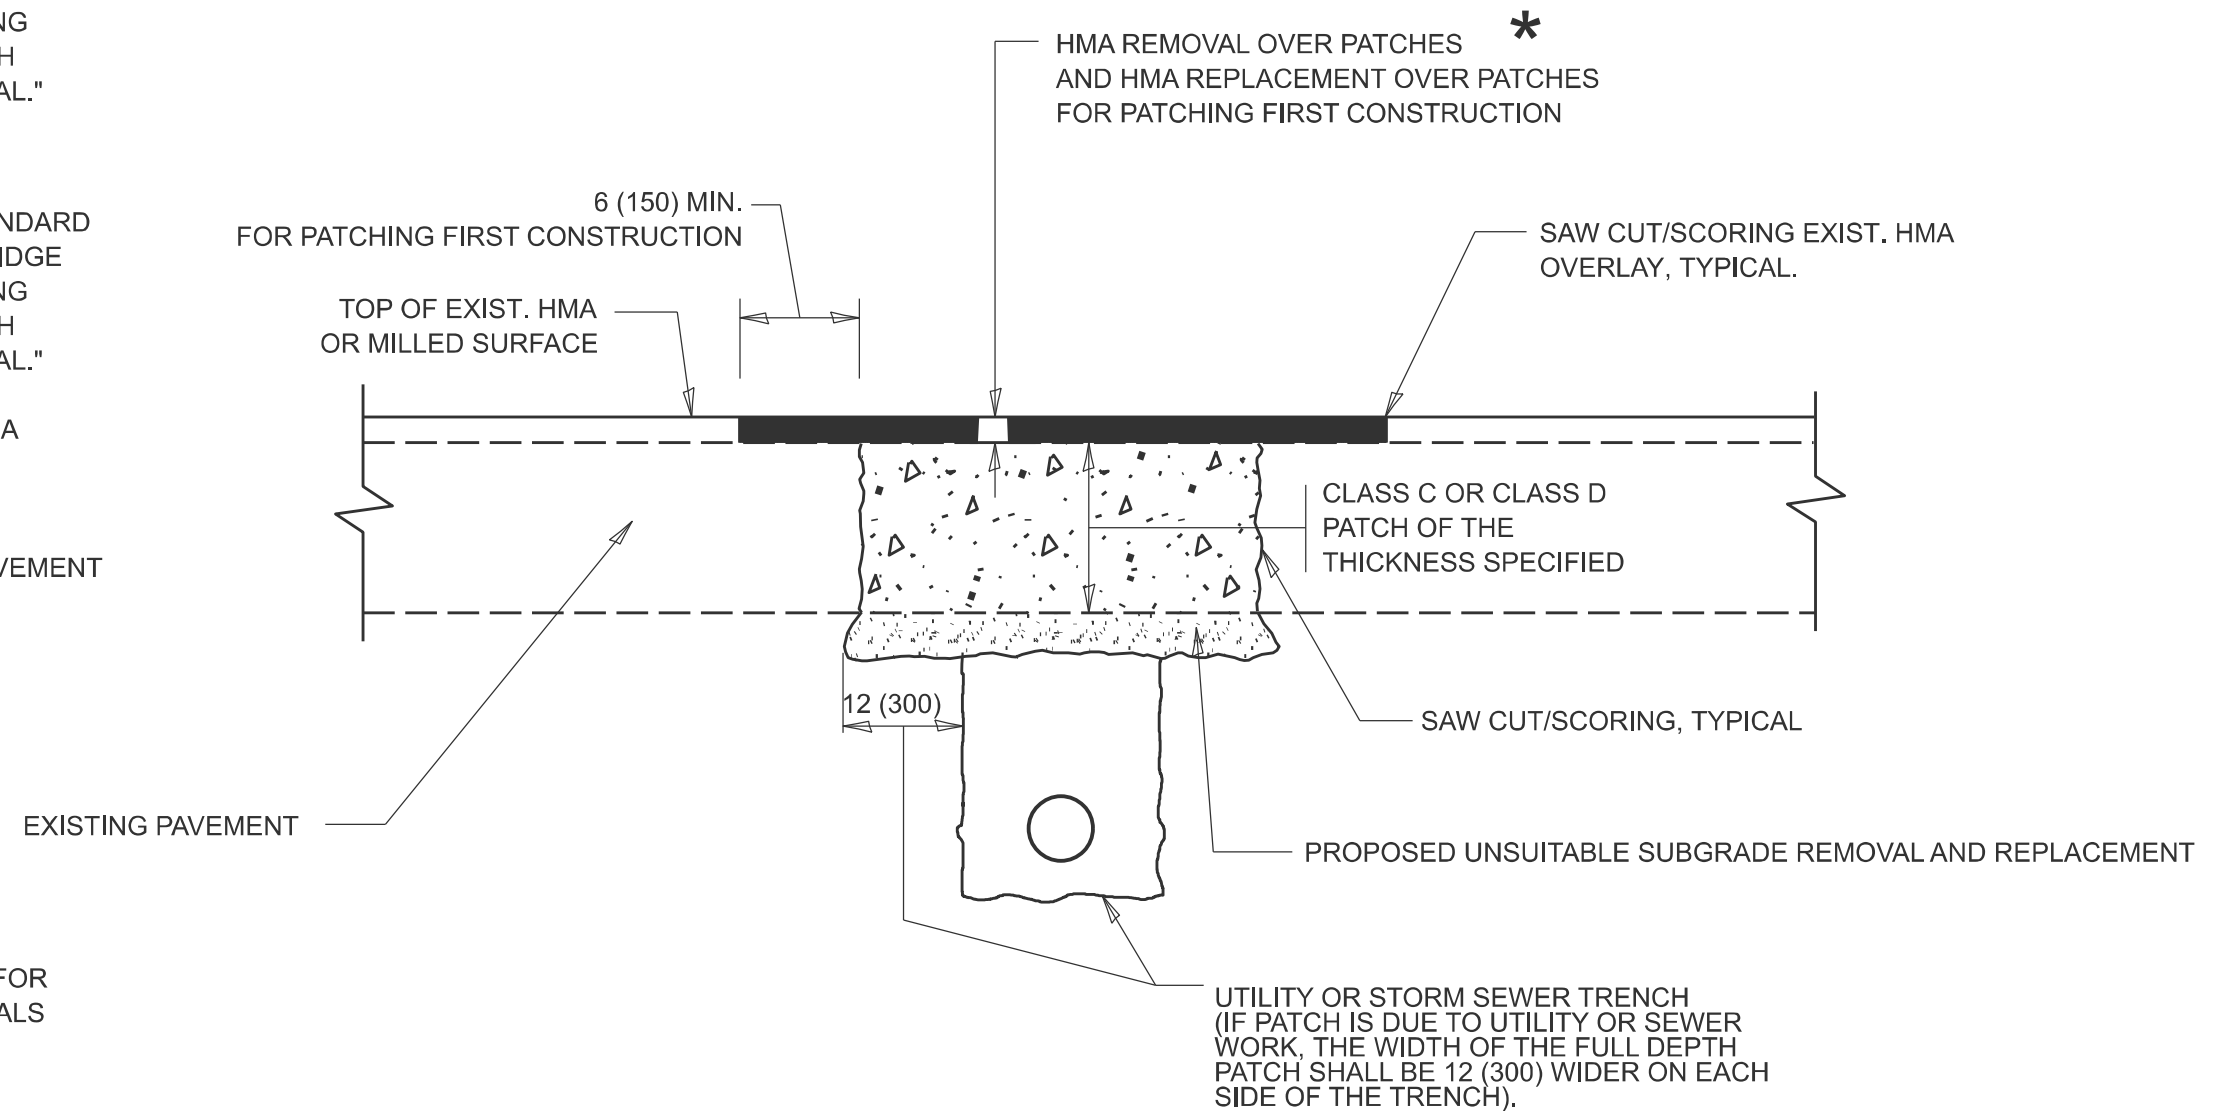 AL."
IDGE
AL."
A
FOR
HMA REMOVAL OVER PATCHES *
AND HMA REPLACEMENT OVER PATCHES
FOR PATCHING FIRST CONSTRUCTION
6 (150) MIN.
FOR PATCHING FIRST CONSTRUCTION
SAW CUT/SCORING EXIST. HMA
OVERLAY, TYPICAL.
TOP OF EXIST. HMA
OR MILLED SURFACE
CLASS C OR CLASS D
PATCH OF THE
THICKNESS SPECIFIED
12 (300)
SAW CUT/SCORING, TYPICAL
EXISTING PAVEMENT
PROPOSED UNSUITABLE SUBGRADE REMOVAL AND REPLACEMENT
UTILITY OR STORM SEWER TRENCH
(IF PATCH IS DUE TO UTILITY OR SEWER
WORK, THE WIDTH OF THE FULL DEPTH
PATCH SHALL BE 12 (300) WIDER ON EACH
SIDE OF THE TRENCH).